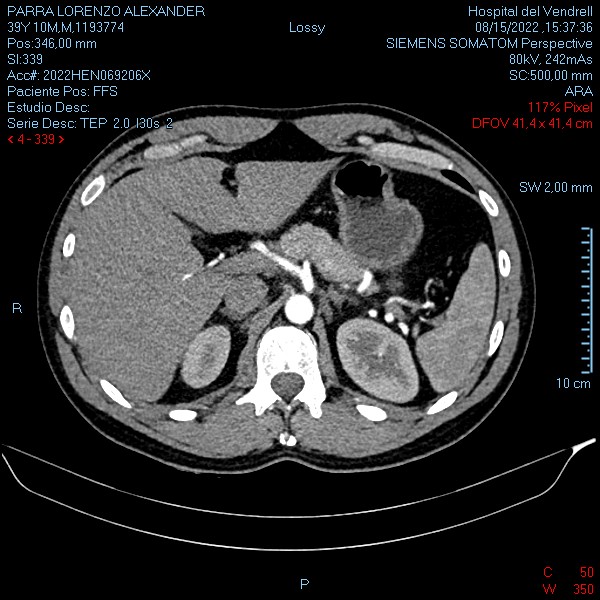 PARRA LORENZO ALEXANDER
39Y 10M,M,1193774
Pos:346,00 mm
SI:339
Acc#: 2022HEN069206X
Paciente Pos: FFS
Estudio Desc:
Serie Desc: TEP 2.0 I30s 2
< 4 - 339 >
Lossy
Hospital del Vendrell
08/15/2022 ,15:37:36
SIEMENS SOMATOM Perspective
80kV, 242mAs
SC:500,00 mm
ARA
117% Pixel
DFOV 41,4 x 41,4 cm
SW 2,00 mm
R
10 cm
P
C 50
W 350